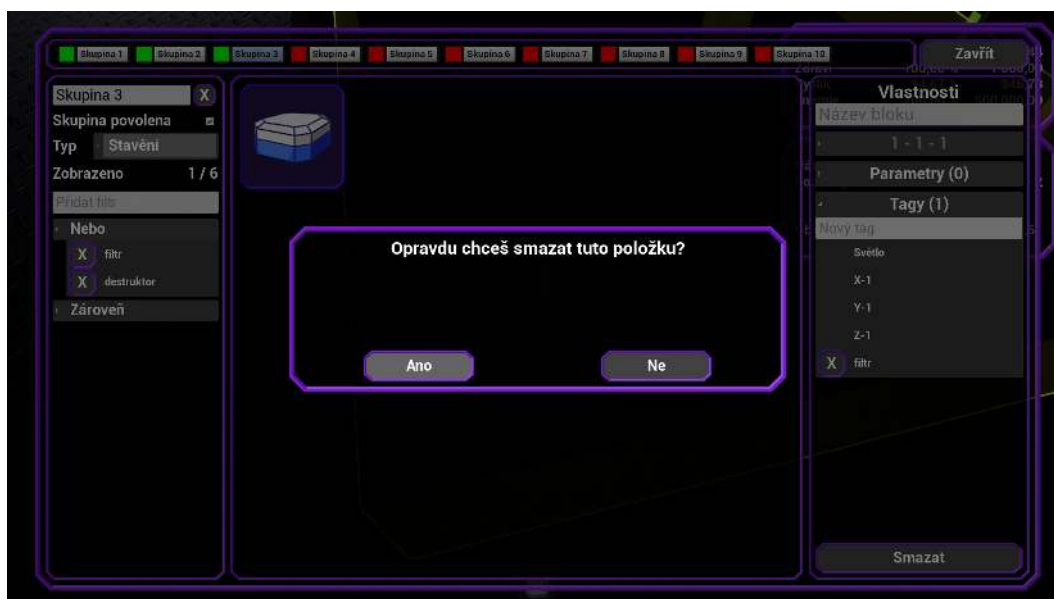 Skupina 1 Skupina 2 Skupina 3 Skupina 4 Skupina 5 Skupina 6 Skupina 7 Skupina 8 Skupina 9 Skupina 10
Zavřít
Skupina 3 X
Skupina povolena
Typ Stavění
Zobrazeno 1 / 6
Přidat filtr
Nebo
X filtr
X destruktor
Zároveň
Opravdu chceš smazat tuto položku?
Ano Ne
Vlastnosti
Název bloku
1 - 1 - 1
Parametry (0)
Tagy (1)
Nový tag
Světlo
X-1
Y-1
Z-1
X filtr
Smazat